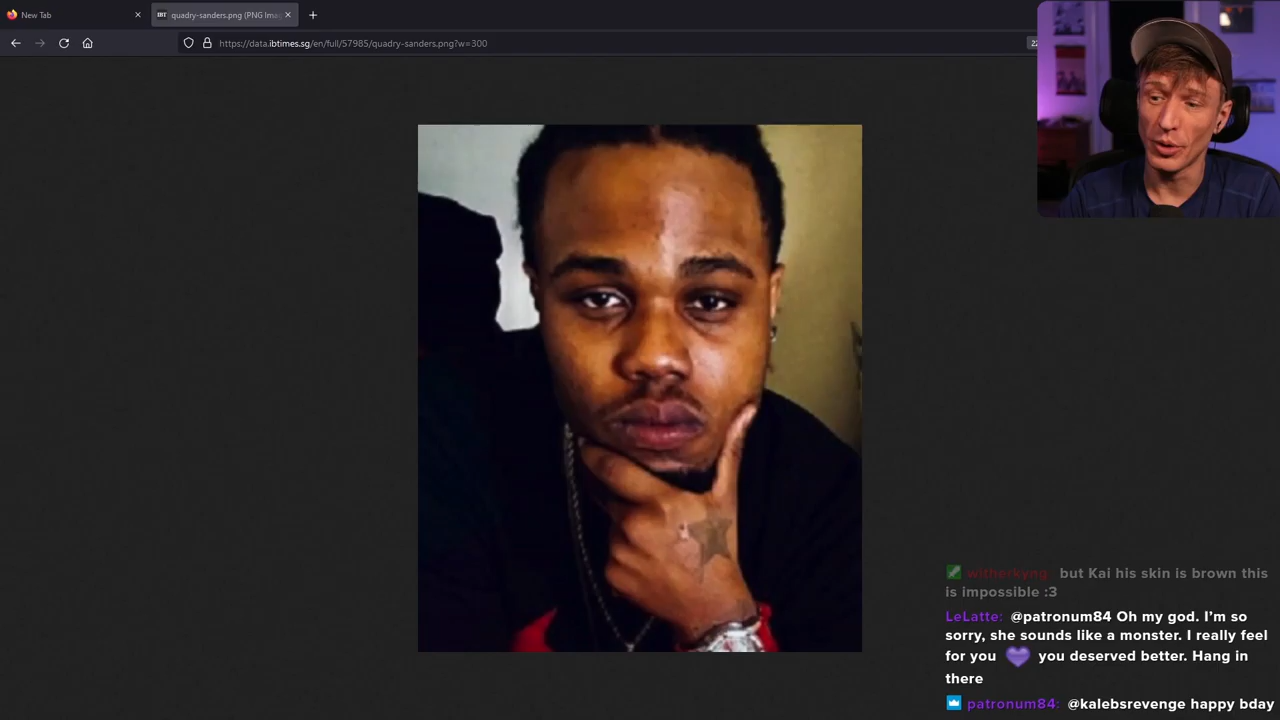 New Tab
IBT quadry-sanders.png (PNG Imag
https://data.ibtimes.sg/en/full/57985/quadry-sanders.png?w=300
witherkyng: but Kai his skin is brown this
is impossible :3
LeLatte: @patronum84 Oh my god. I'm so
sorry, she sounds like a monster. I really feel
for you you deserved better. Hang in
there
patronum84: @kalebsrevenge happy bday